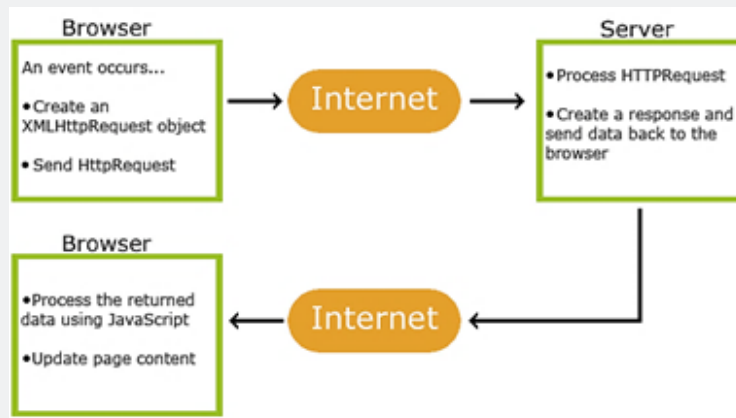 Browser
An event occurs...
•Create an
XMLHttpRequest object
•Send HttpRequest
Internet
Server
•Process HTTPRequest
•Create a response and
send data back to the
browser
Browser
•Process the returned
data using JavaScript
•Update page content
Internet